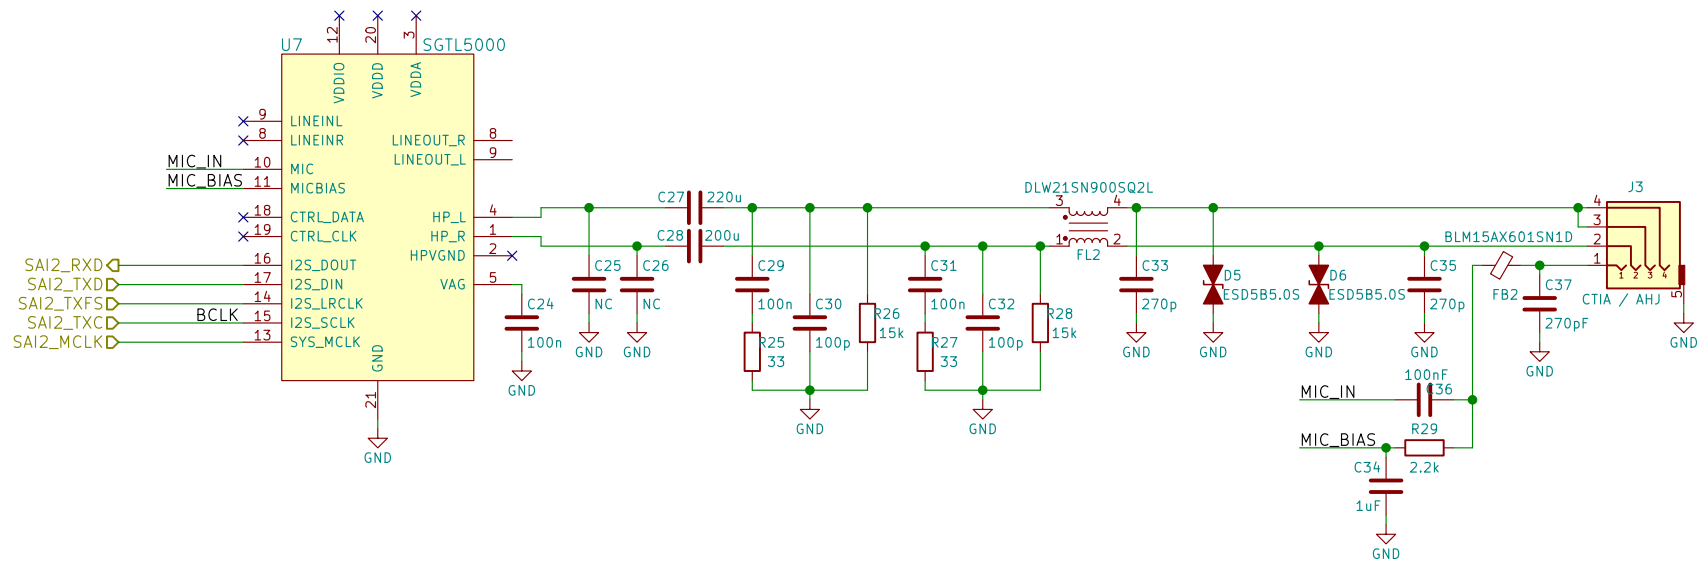 U7
SGTL5000
12
20
3
VDDIO
VDDD
VDDA
9 LINEINL
8 LINEINR
MIC_IN 10 MIC
MIC_BIAS 11 MICBIAS
18 CTRL_DATA
19 CTRL_CLK
SAI2_RXD 16 I2S_DOUT
SAI2_TXD 17 I2S_DIN
SAI2_TXFS 14 I2S_LRCLK
SAI2_TXC BCLK 15 I2S_SCLK
SAI2_MCLK 13 SYS_MCLK
LINEOUT_R 8
LINEOUT_L 9
HP_L 4
HP_R 1
HPVGND 2
VAG 5
GND
21
GND
C24
100n
GND
C25
NC
GND
C26
NC
GND
C27 220u
C28 200u
C29
100n
R25
33
C30
100p
R26
15k
GND
C31
100n
R27
33
C32
100p
R28
15k
GND
DLW21SN900SQ2L
3 4
1 2
FL2
C33
270p
GND
D5
ESD5B5.0S
GND
D6
ESD5B5.0S
GND
C35
270p
GND
BLM15AX601SN1D
FB2
C37
270pF
GND
J3
4
3
2
1
1 2 3 4
CTIA / AHJ
5
GND
100nF
C36
MIC_IN
R29
2.2k
MIC_BIAS
C34
1uF
GND